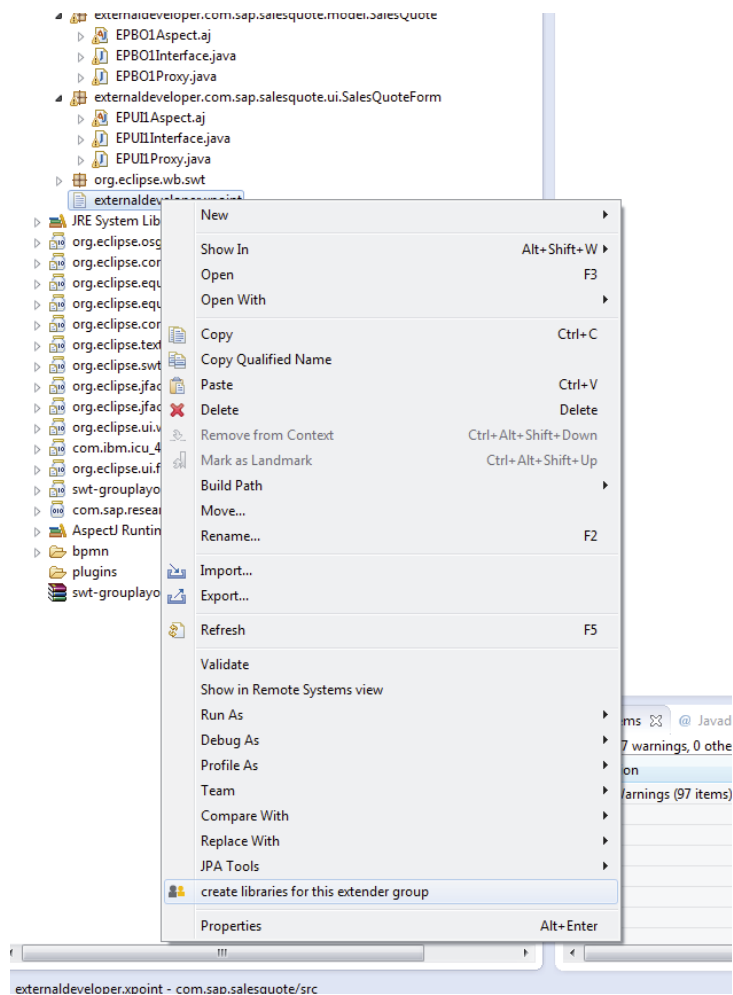 externaldeveloper.com.sap.salesquote.model.SalesQuote
EPBO1Aspect.aj
EPBO1Interface.java
EPBO1Proxy.java
externaldeveloper.com.sap.salesquote.ui.SalesQuoteForm
EPUI1Aspect.aj
EPUI1Interface.java
EPUI1Proxy.java
org.eclipse.wb.swt
externaldeveloper.xpoint
JRE System Lib
org.eclipse.osg
org.eclipse.cor
org.eclipse.equ
org.eclipse.equ
org.eclipse.cor
org.eclipse.text
org.eclipse.swt
org.eclipse.jfac
org.eclipse.jfac
org.eclipse.ui.w
com.ibm.icu_4
org.eclipse.ui.f
swt-grouplayo
com.sap.resear
AspectJ Runtim
bpmn
plugins
swt-grouplayo
New
Show In Alt+Shift+W
Open F3
Open With
Copy Ctrl+C
Copy Qualified Name
Paste Ctrl+V
Delete Delete
Remove from Context Ctrl+Alt+Shift+Down
Mark as Landmark Ctrl+Alt+Shift+Up
Build Path
Move...
Rename... F2
Import...
Export...
Refresh F5
Validate
Show in Remote Systems view
Run As
Debug As
Profile As
Team
Compare With
Replace With
JPA Tools
create libraries for this extender group
Properties Alt+Enter
ms @ Javad
7 warnings, 0 othe
on
Varnings (97 items)
externaldeveloper.xpoint - com.sap.salesquote/src